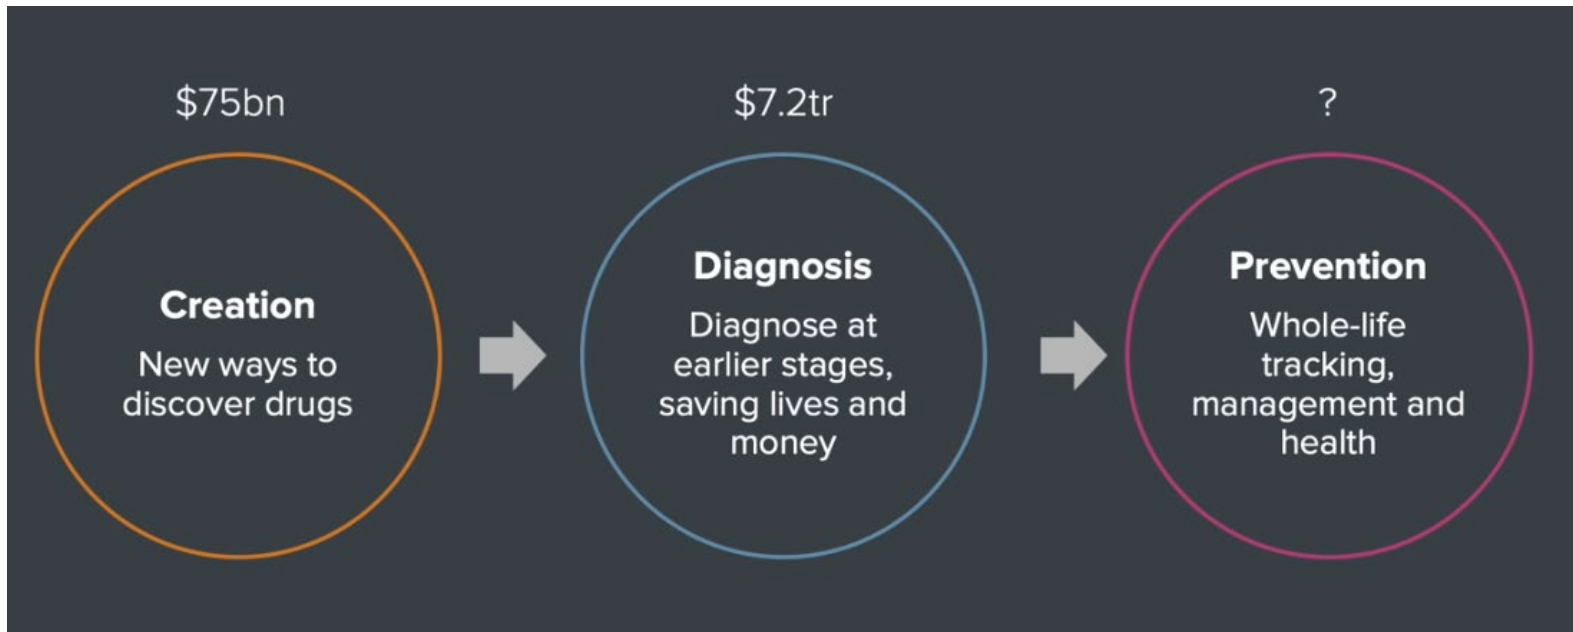 $75bn
Creation
New ways to
discover drugs
$7.2tr
Diagnosis
Diagnose at
earlier stages,
saving lives and
money
?
Prevention
Whole-life
tracking,
management and
health